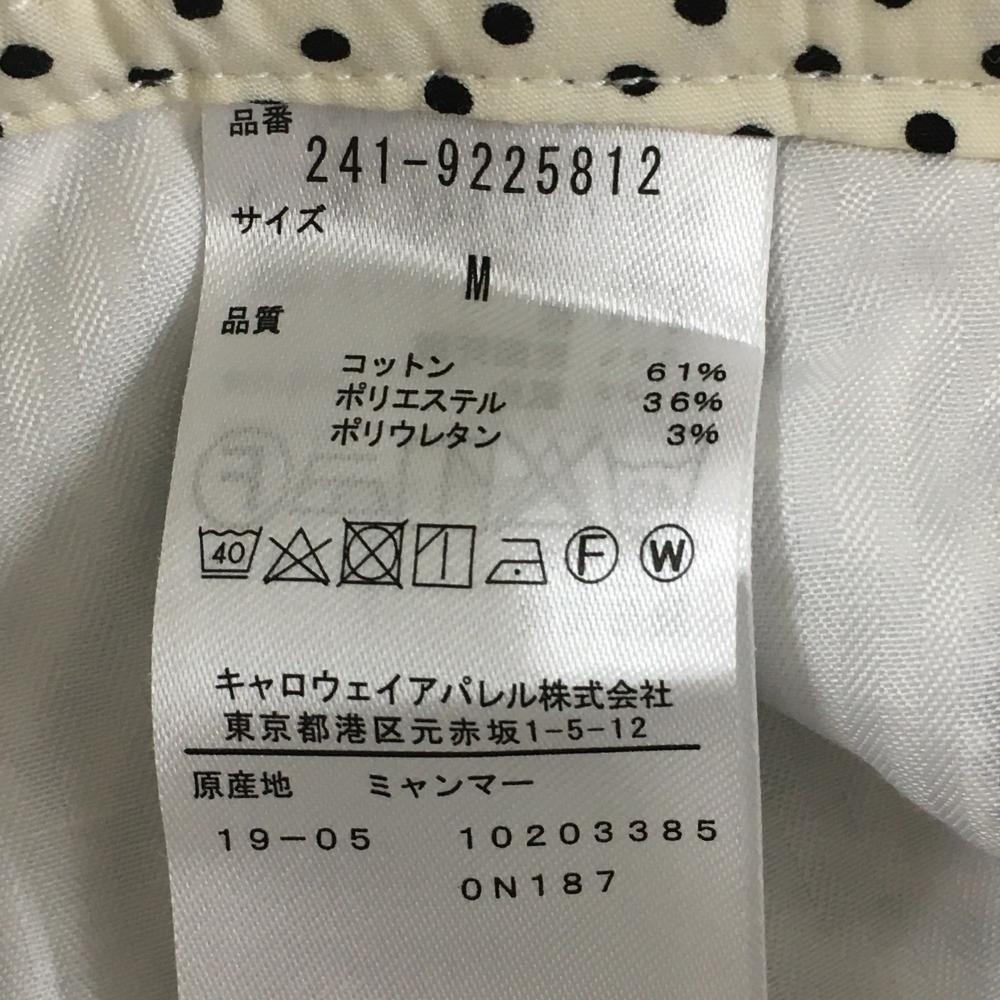 品番
241-9225812
サイズ
M
品質
コットン 61%
ポリエステル 36%
ポリウレタン 3%
40 F W
キャロウェイアパレル株式会社
東京都港区元赤坂1-5-12
原産地 ミャンマー
19-05 10203385
0N187